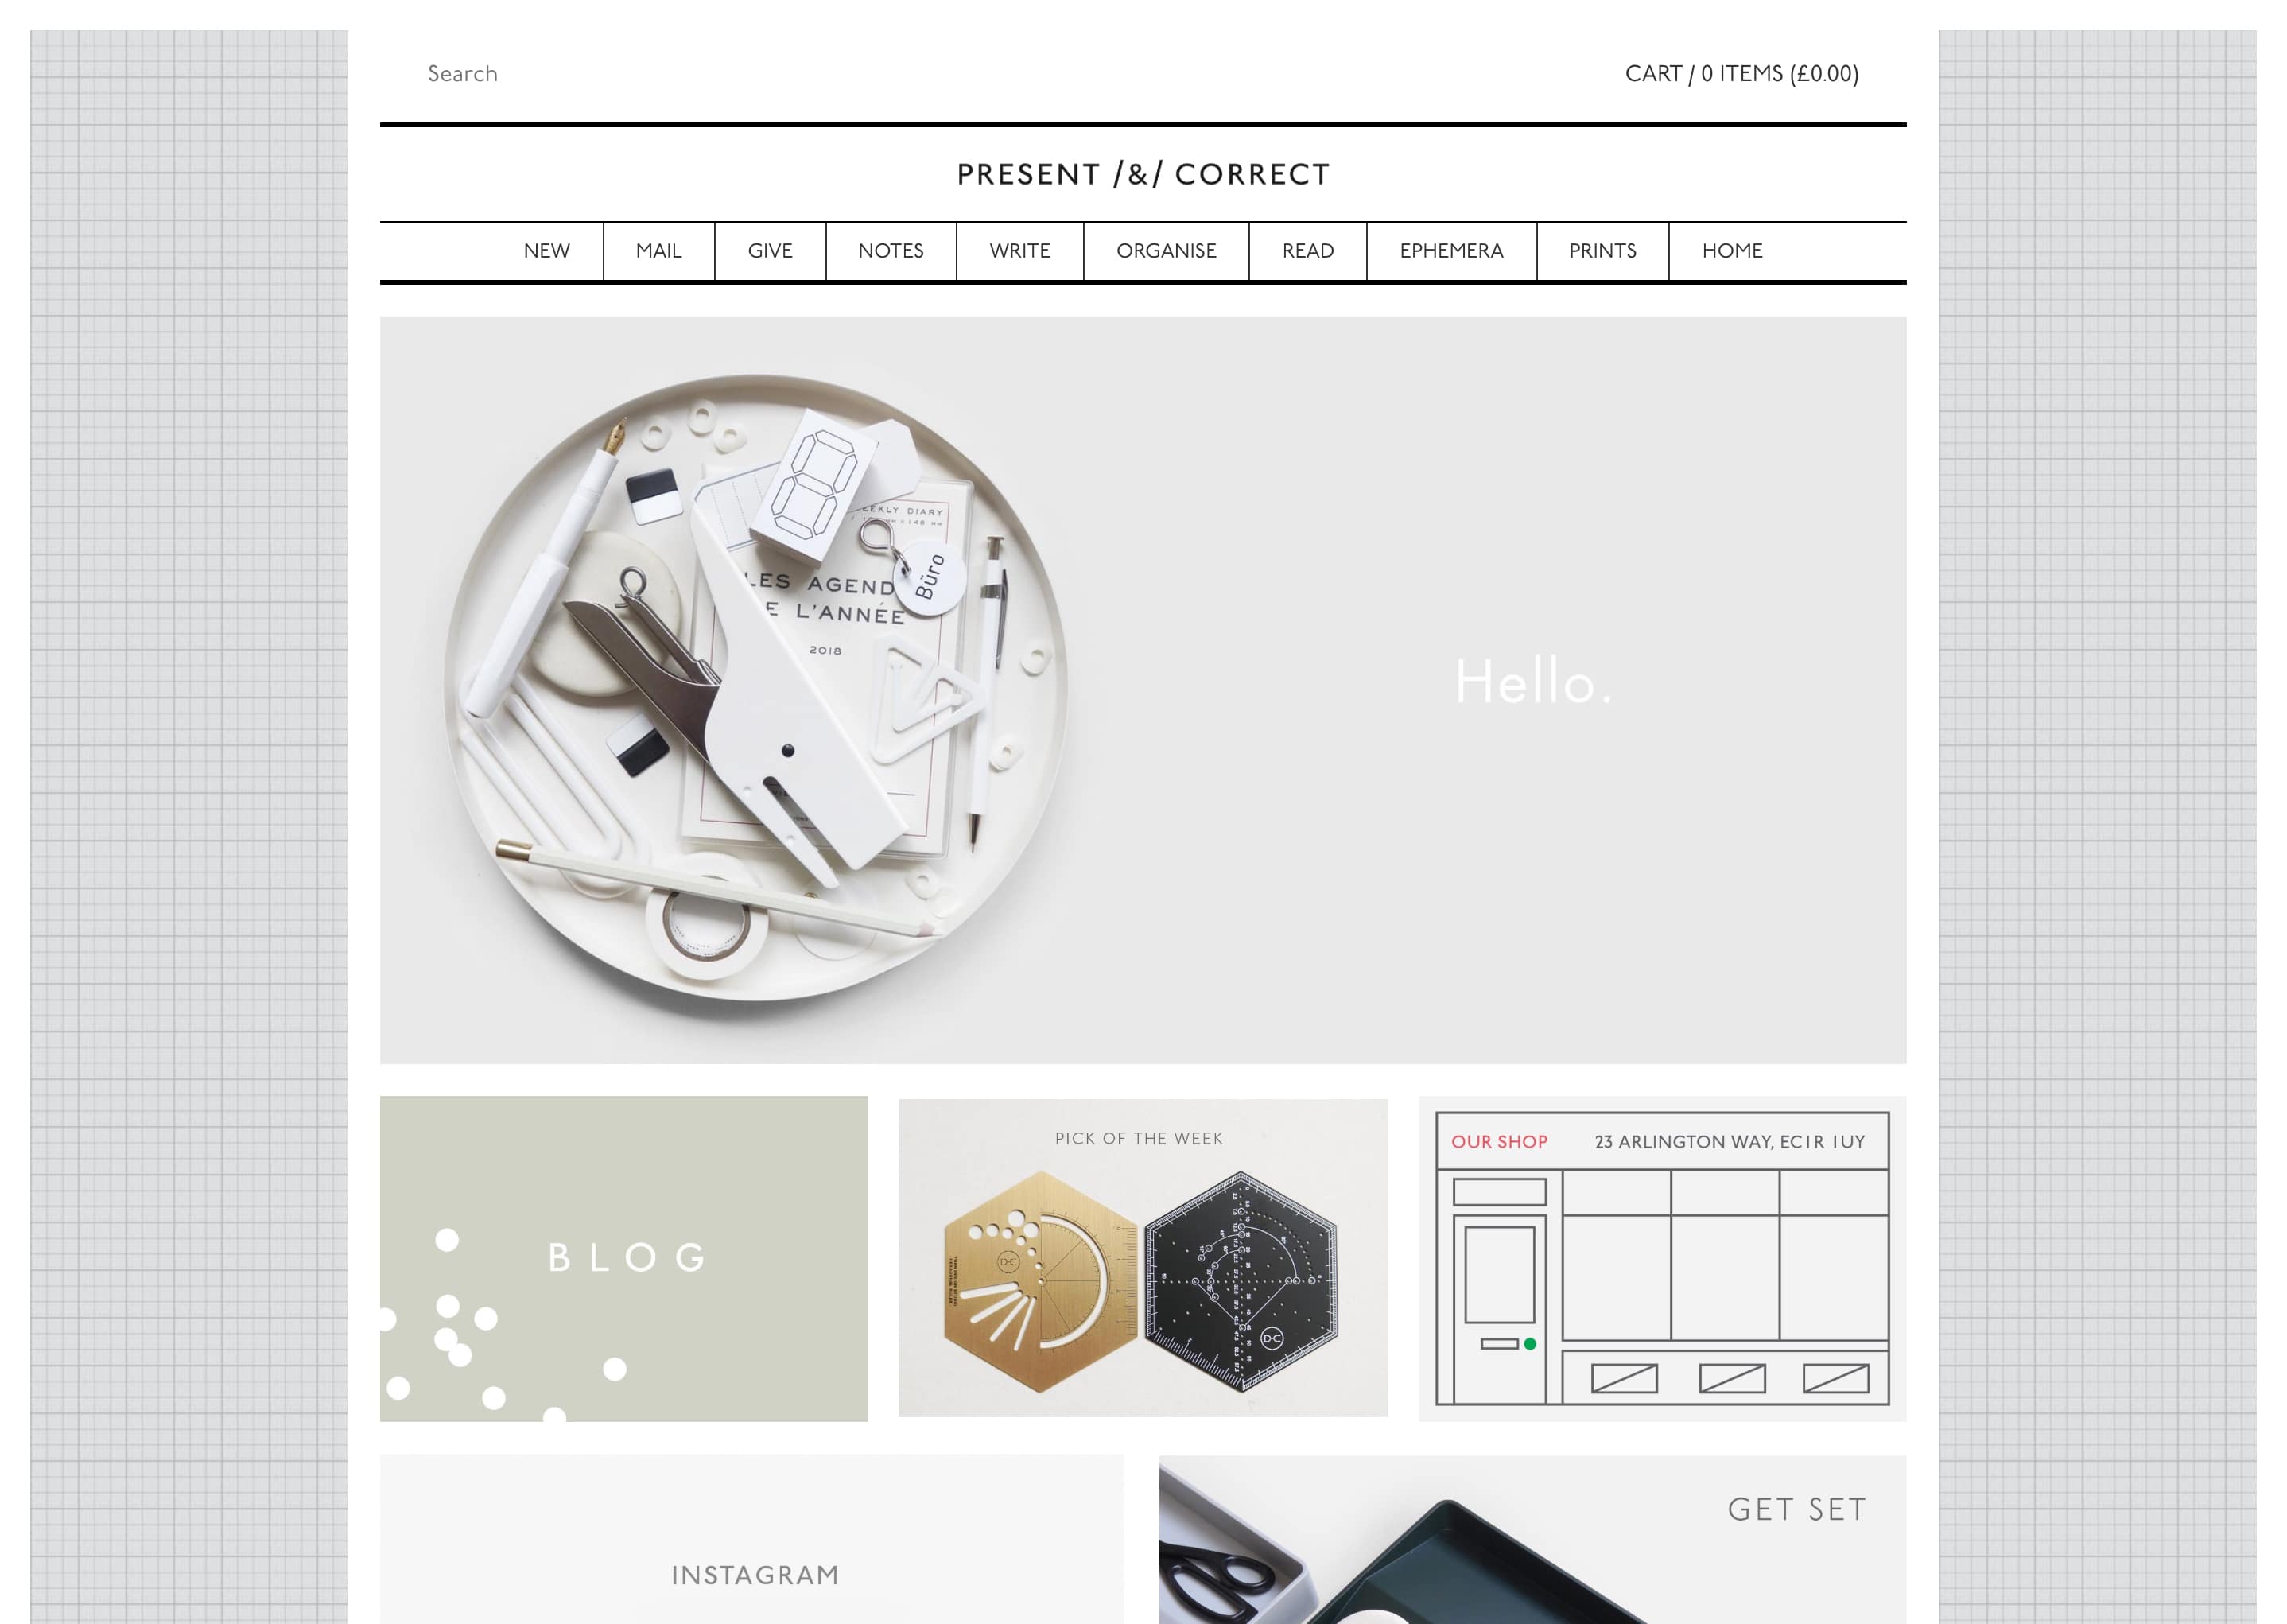 Search
CART / 0 ITEMS (£0.00)
PRESENT /&/ CORRECT
NEW
MAIL
GIVE
NOTES
WRITE
ORGANISE
READ
EPHEMERA
PRINTS
HOME
DIARY
LES AGEND
L'ANNÉE
2018
Büro
Hello.
BLOG
PICK OF THE WEEK
D-C
D-C
OUR SHOP
23 ARLINGTON WAY, EC1R 1UY
INSTAGRAM
GET SET